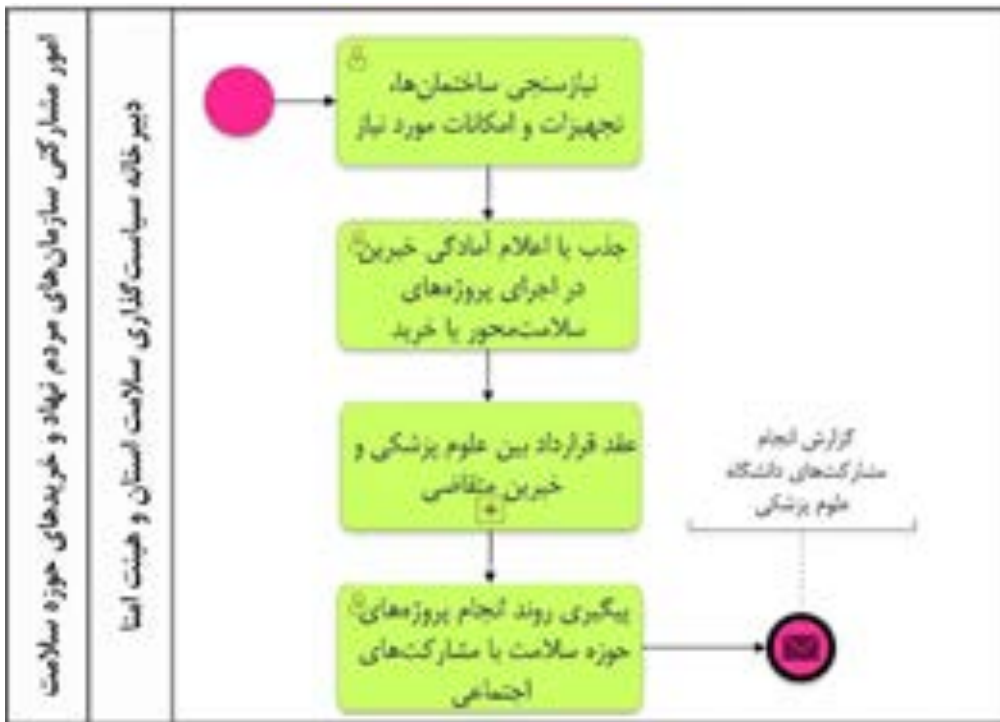 امور مشارکتی سازمان‌های مردم نهاد و خریدهای حوزه سلامت
دبیرخانه سیاست‌گذاری سلامت استان و هیئت امنا
نیازسنجی ساختمان‌ها،
تجهیزات و امکانات مورد نیاز
جذب یا اعلام آمادگی خیرین
در اجرای پروژه‌های
سلامت‌محور یا خرید
عقد قرارداد بین علوم پزشکی و
خیرین متقاضی
پیگیری روند انجام پروژه‌های
حوزه سلامت با مشارکت‌های
اجتماعی
گزارش انجام
مشارکت‌های دانشگاه
علوم پزشکی